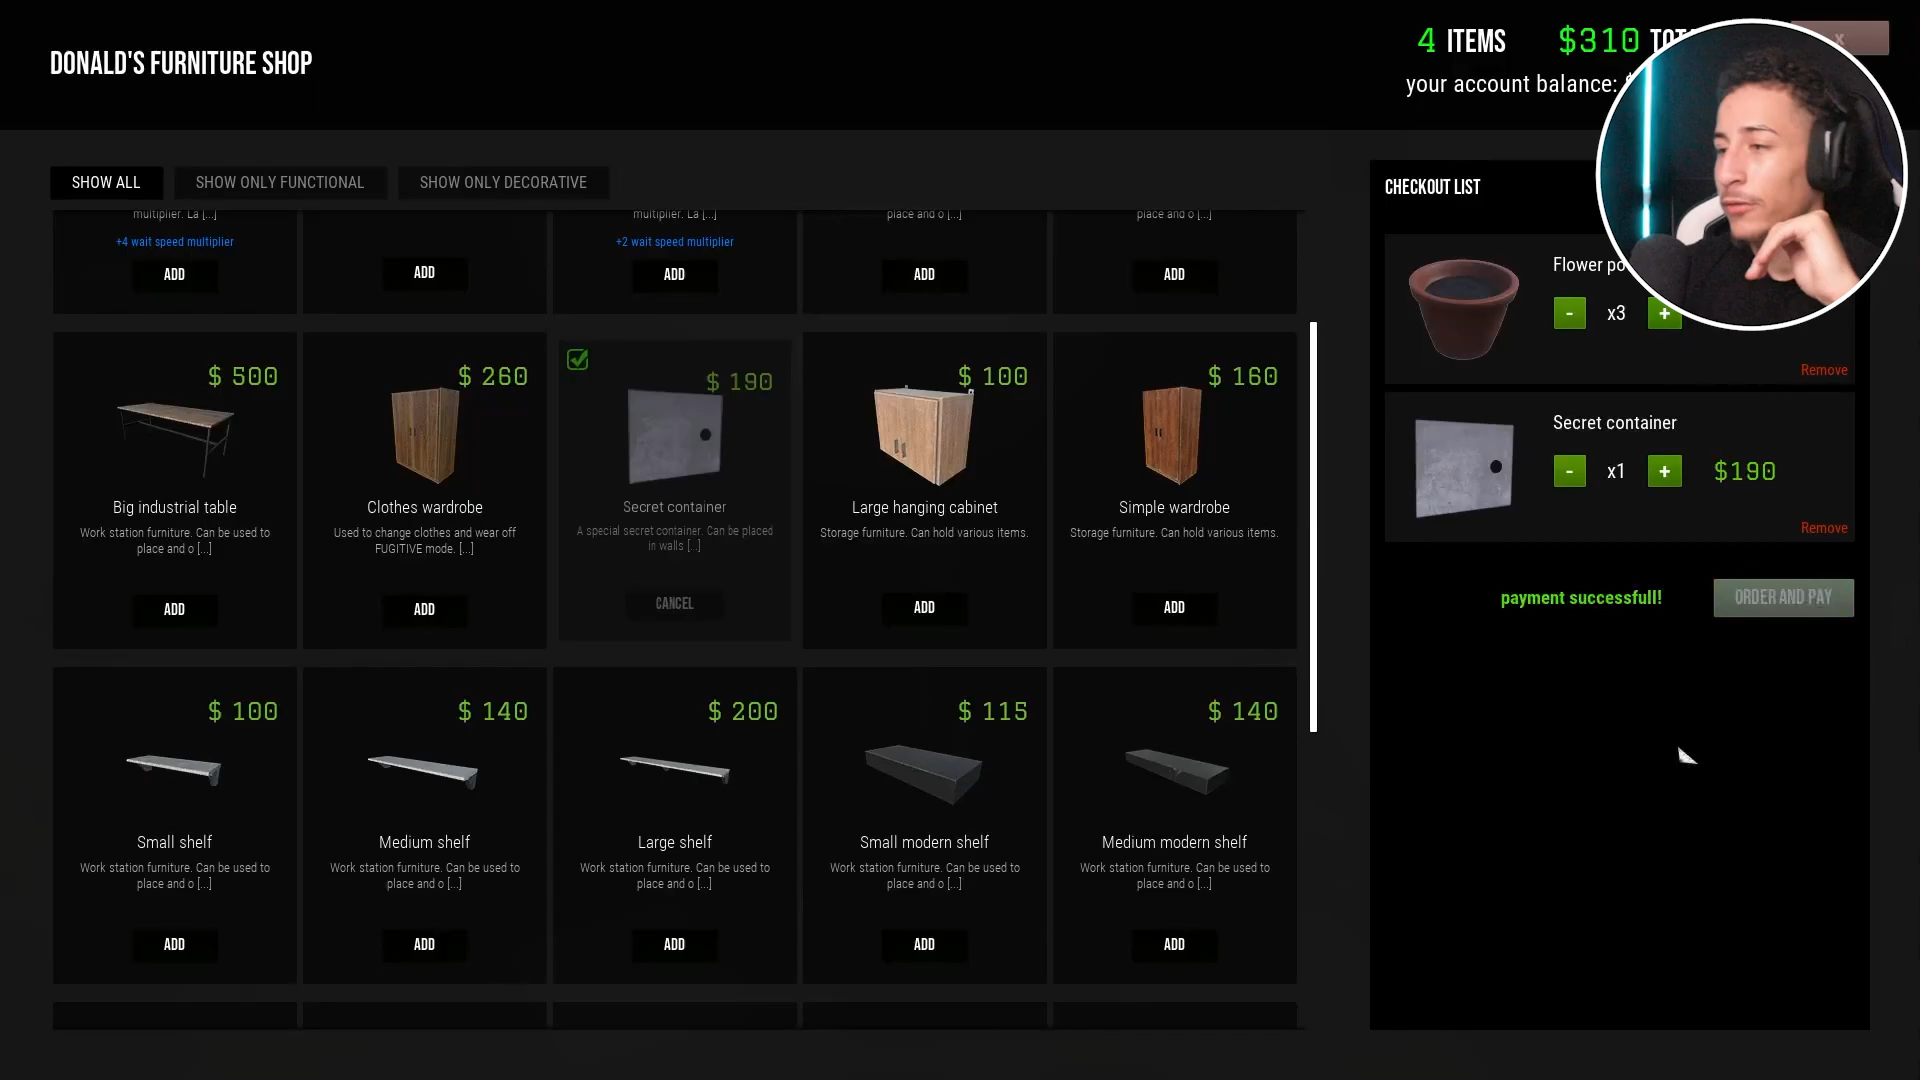 DONALD'S FURNITURE SHOP
4 ITEMS $310
your account balance:
X
SHOW ALL
SHOW ONLY FUNCTIONAL
SHOW ONLY DECORATIVE
multiplier. La [...]
multiplier. La [...]
place and o [...]
place and o [...]
+4 wait speed multiplier
+2 wait speed multiplier
ADD
ADD
ADD
ADD
ADD
$ 500
Big industrial table
Work station furniture. Can be used to
place and o [...]
ADD
$ 260
Clothes wardrobe
Used to change clothes and wear off
FUGITIVE mode. [...]
ADD
$ 190
Secret container
A special secret container. Can be placed
in walls [...]
CANCEL
$ 100
Large hanging cabinet
Storage furniture. Can hold various items.
ADD
$ 160
Simple wardrobe
Storage furniture. Can hold various items.
ADD
$ 100
Small shelf
Work station furniture. Can be used to
place and o [...]
ADD
$ 140
Medium shelf
Work station furniture. Can be used to
place and o [...]
ADD
$ 200
Large shelf
Work station furniture. Can be used to
place and o [...]
ADD
$ 115
Small modern shelf
Work station furniture. Can be used to
place and o [...]
ADD
$ 140
Medium modern shelf
Work station furniture. Can be used to
place and o [...]
ADD
CHECKOUT LIST
Flower
- x3 +
Remove
Secret container
- x1 + $190
Remove
payment successfull!
ORDER AND PAY